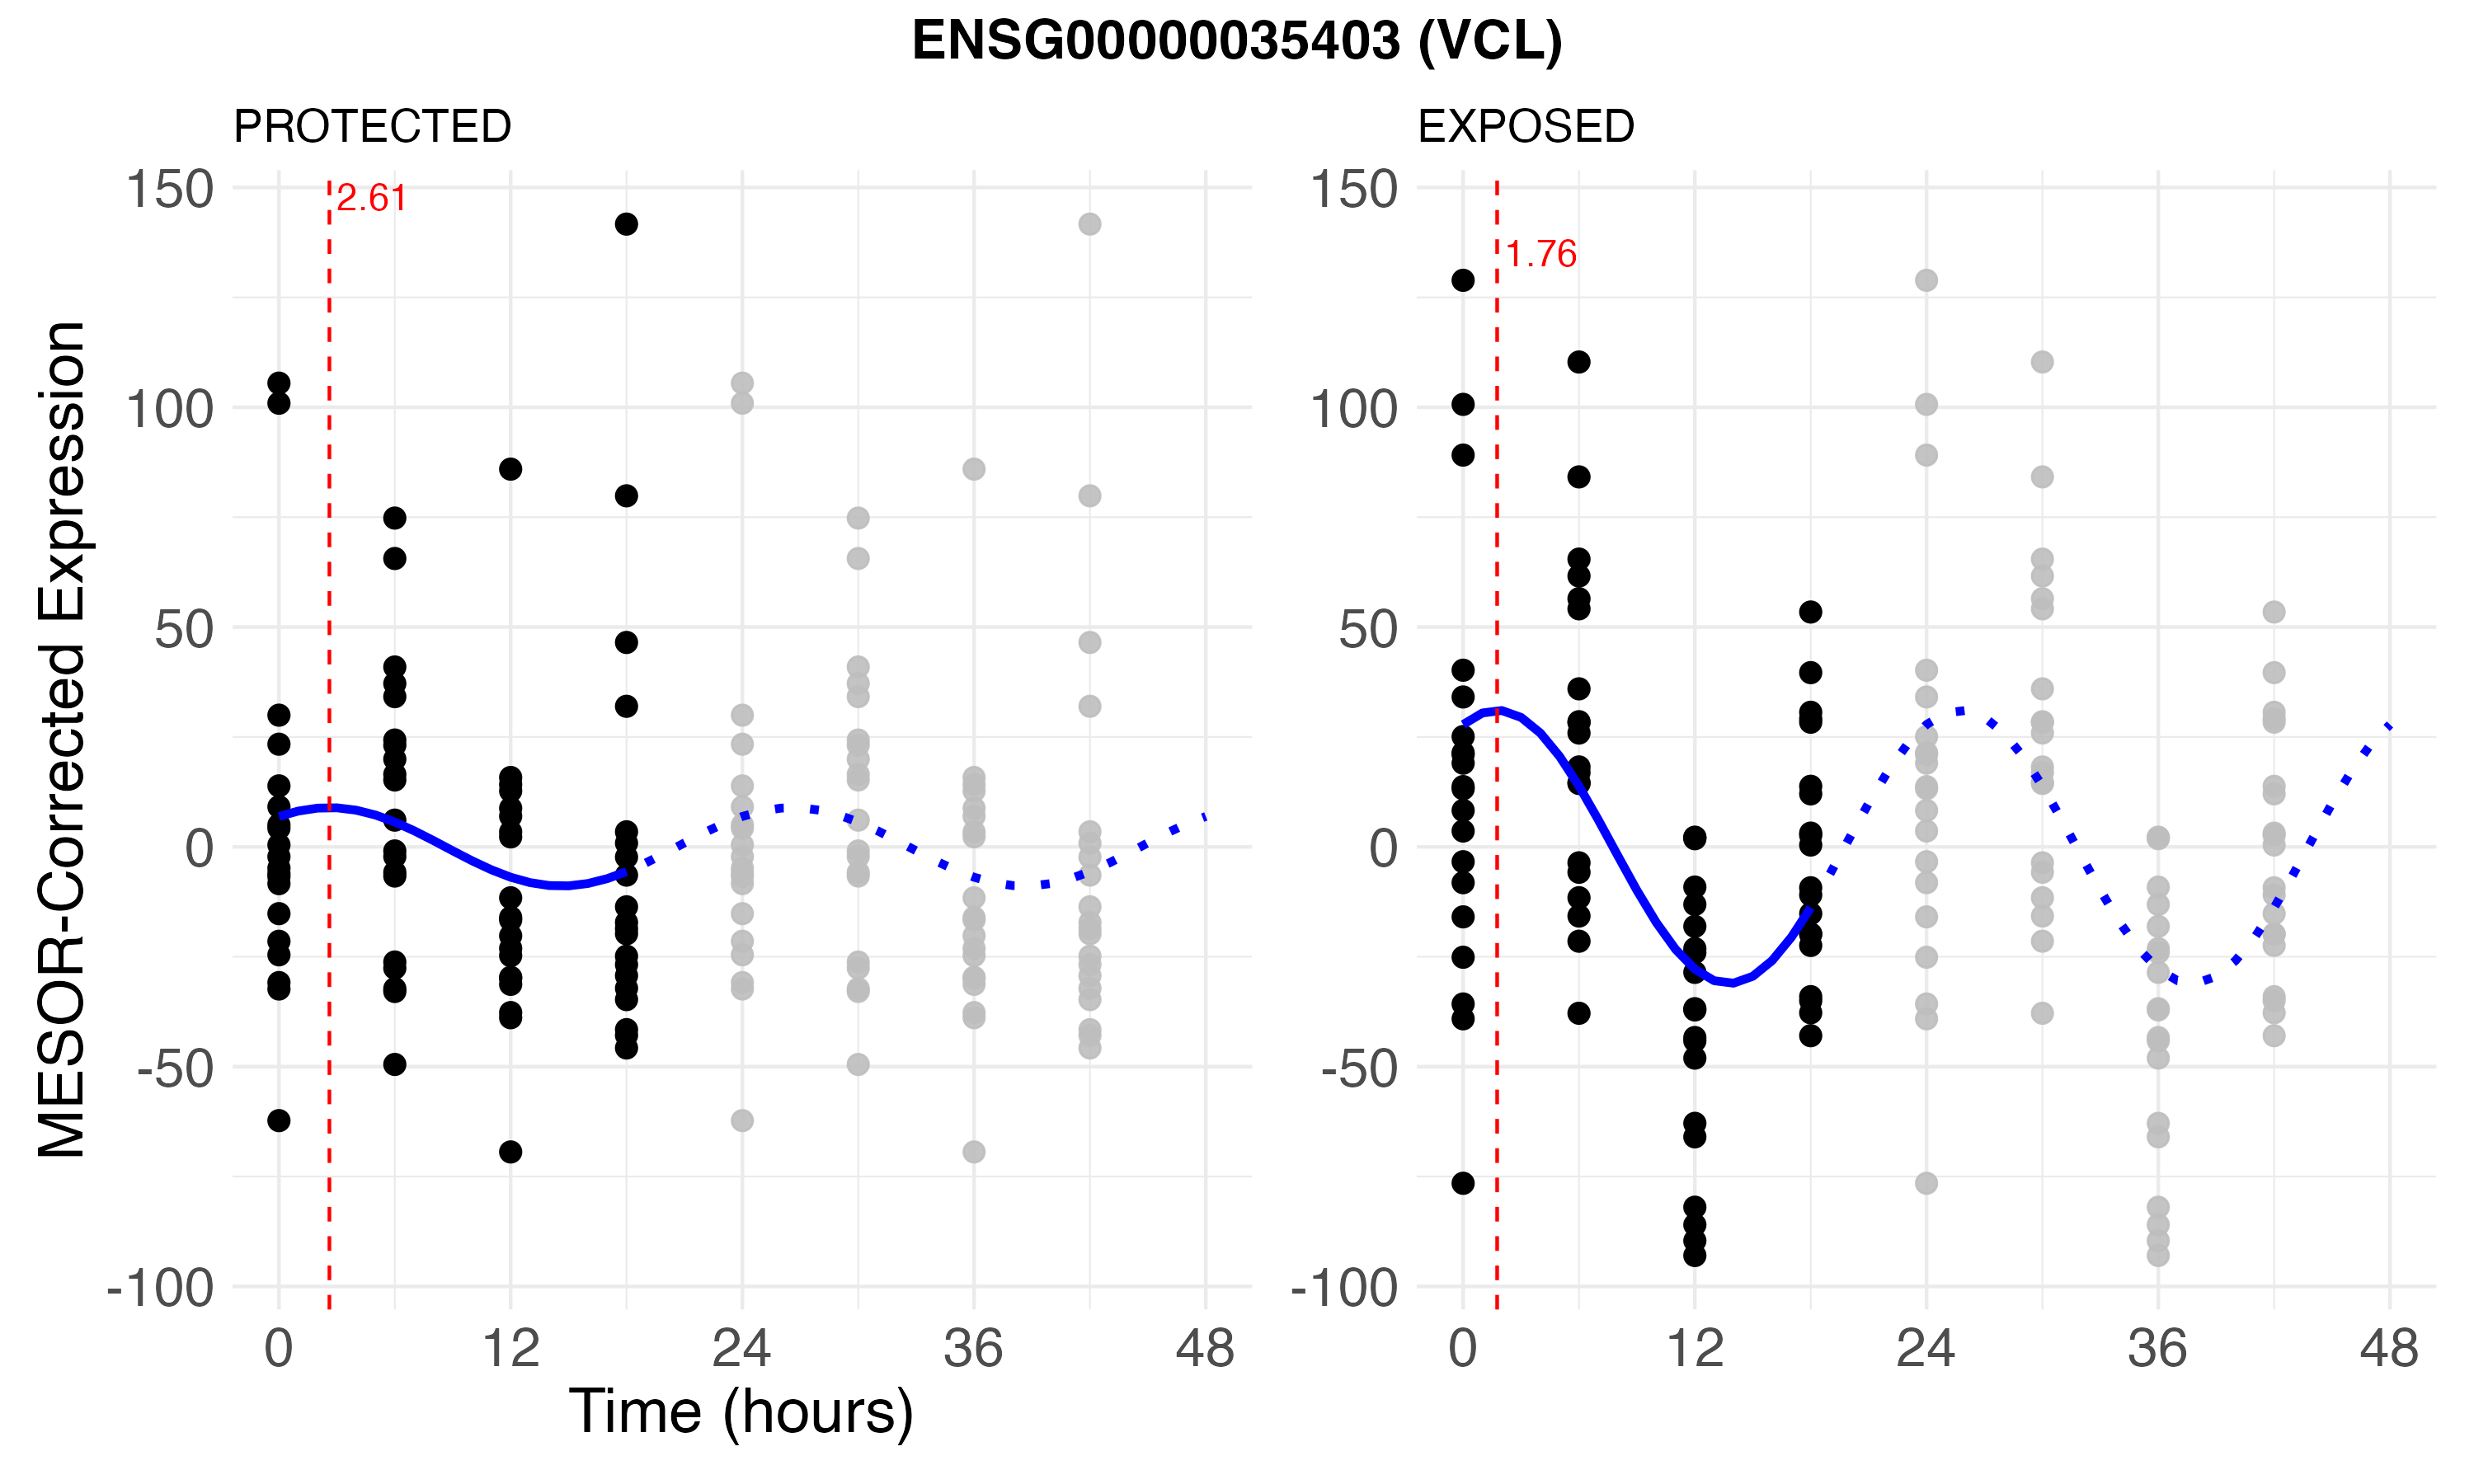 ENSG00000035403 (VCL)
PROTECTED
EXPOSED
MESOR-Corrected Expression
150
100
50
0
-50
-100
2.61
0 12 24 36 48
Time (hours)
150
100
50
0
-50
-100
1.76
0 12 24 36 48